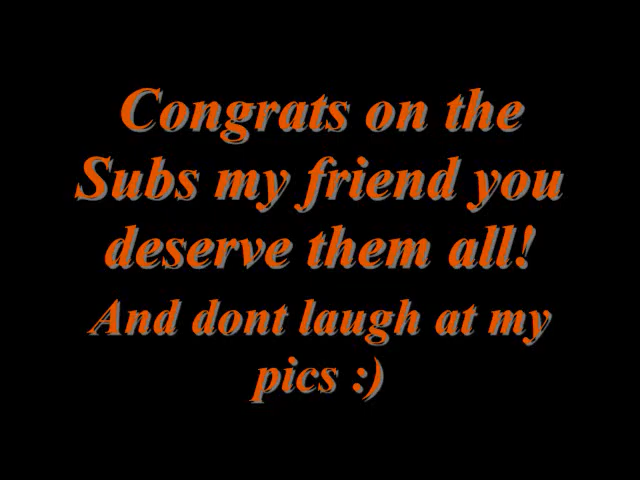 Congrats on the
Subs my friend you
deserve them all!
And dont laugh at my
pics :)